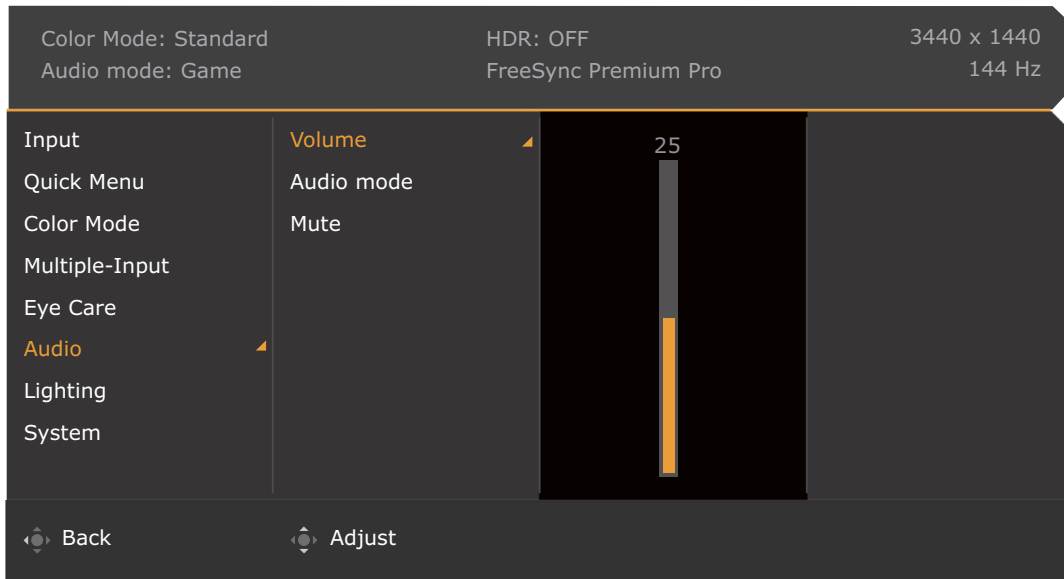 Color Mode: Standard
HDR: OFF
3440 x 1440
Audio mode: Game
FreeSync Premium Pro
144 Hz
Input
Quick Menu
Color Mode
Multiple-Input
Eye Care
Audio
Lighting
System
Volume
Audio mode
Mute
25
Back
Adjust